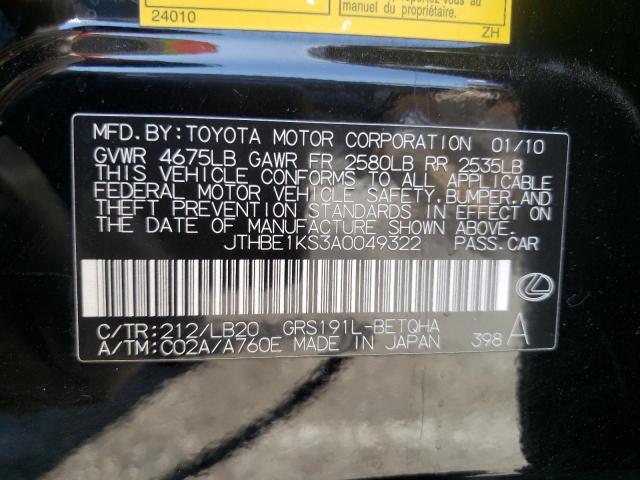 manuel du propriétaire.
24010
ZH
MFD. BY: TOYOTA MOTOR CORPORATION 01/10
GVWR 4675LB GAWR FR 2580LB RR 2535LB
THIS VEHICLE CONFORMS TO ALL APPLICABLE
FEDERAL MOTOR VEHICLE SAFETY, BUMPER, AND
THEFT PREVENTION STANDARDS IN EFFECT ON
THE DATE OF MANUFACTURE SHOWN ABOVE.
JTHBE1KS3A0049322 PASS.CAR
C/TR:212/LB20 GRS191L-BETQHA
A/TM:C02A/A760E MADE IN JAPAN 398 A